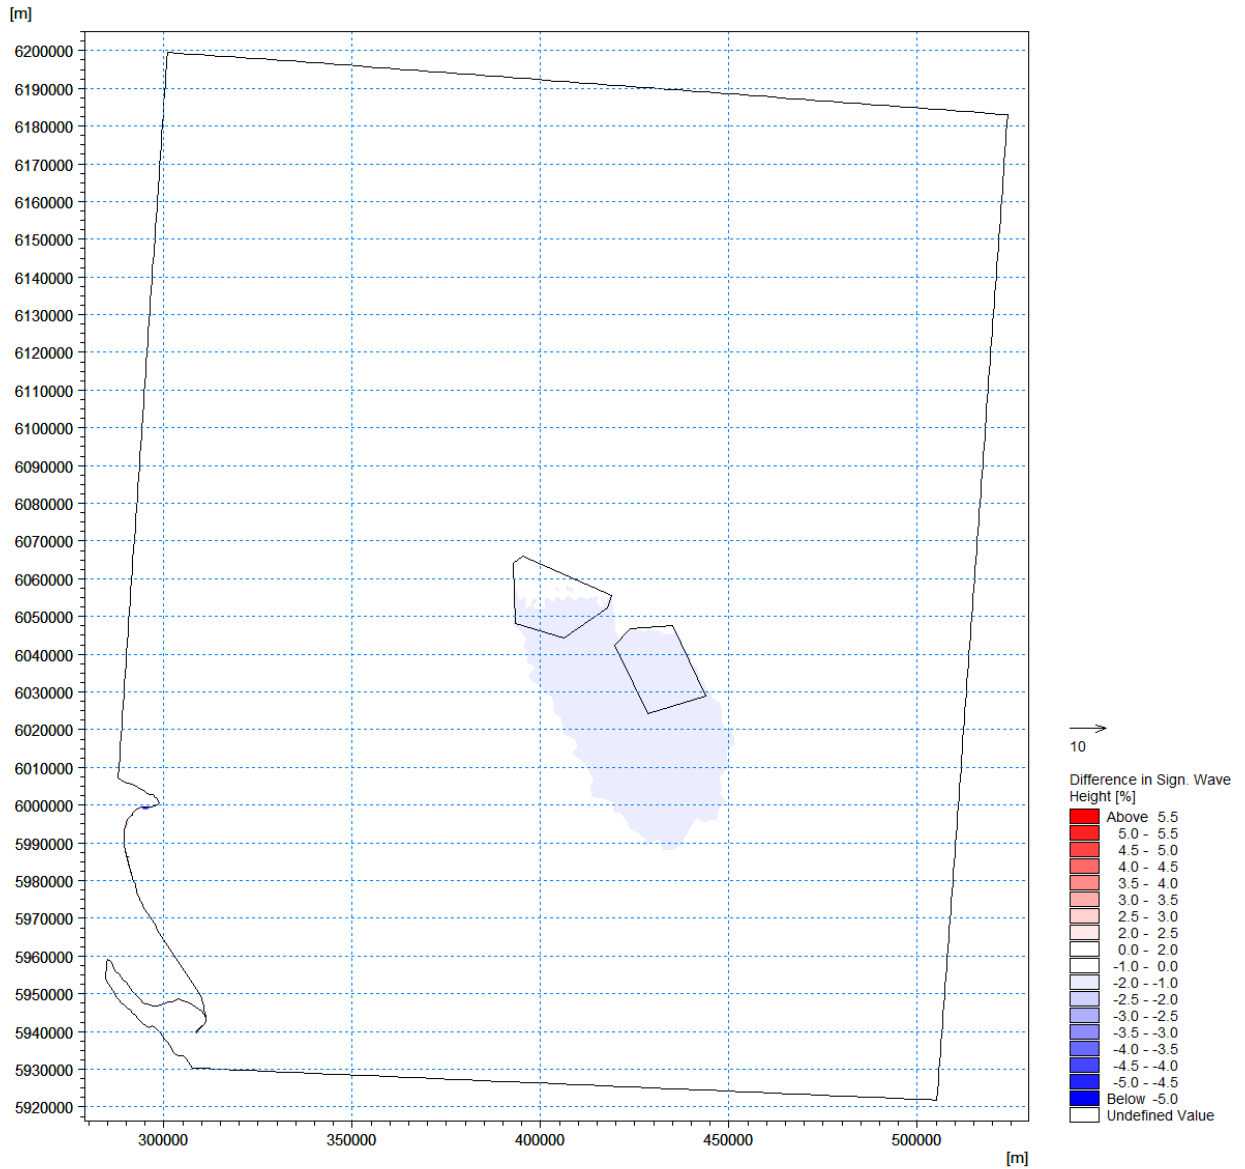 [m]
6200000
6190000
6180000
6170000
6160000
6150000
6140000
6130000
6120000
6110000
6100000
6090000
6080000
6070000
6060000
6050000
6040000
6030000
6020000
6010000
6000000
5990000
5980000
5970000
5960000
5950000
5940000
5930000
5920000
300000 350000 400000 450000 500000
[m]
10
Difference in Sign. Wave
Height [%]
Above 5.5
5.0 - 5.5
4.5 - 5.0
4.0 - 4.5
3.5 - 4.0
3.0 - 3.5
2.5 - 3.0
2.0 - 2.5
0.0 - 2.0
-1.0 - 0.0
-2.0 - -1.0
-2.5 - -2.0
-3.0 - -2.5
-3.5 - -3.0
-4.0 - -3.5
-4.5 - -4.0
-5.0 - -4.5
Below -5.0
Undefined Value